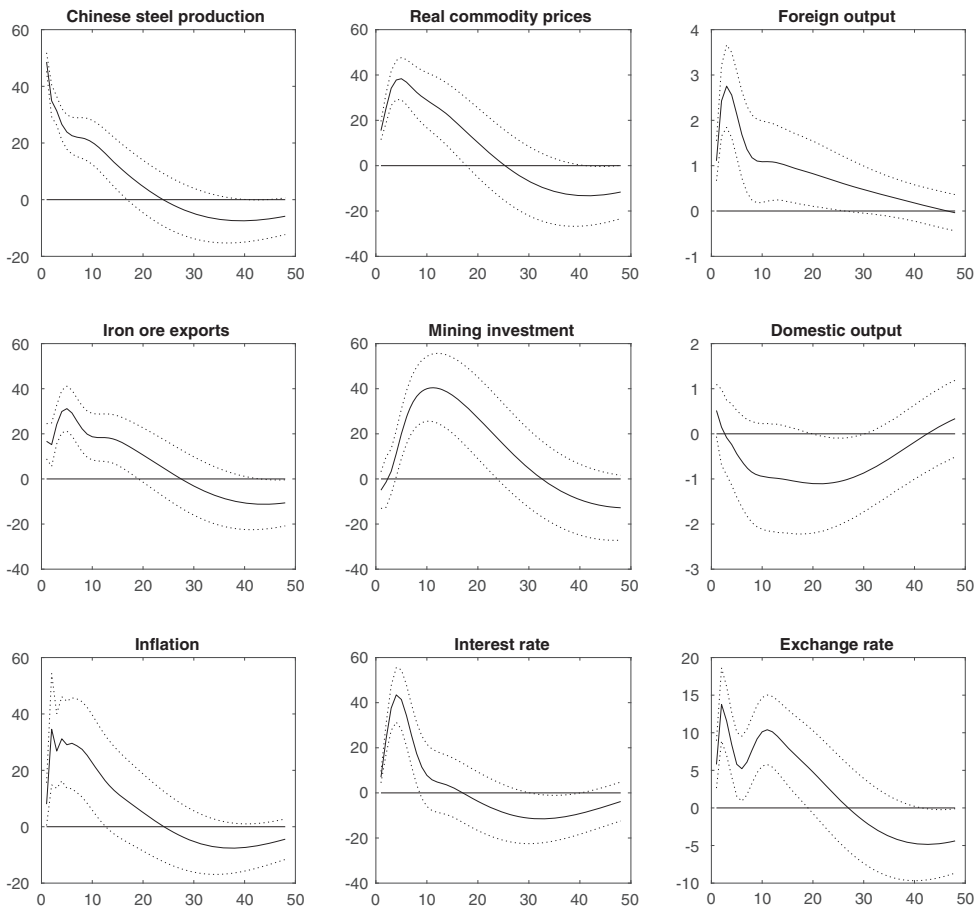 Chinese steel production
60
40
20
0
-20
0 10 20 30 40 50
Real commodity prices
60
40
20
0
-20
-40
0 10 20 30 40 50
Foreign output
4
3
2
1
0
-1
0 10 20 30 40 50
Iron ore exports
60
40
20
0
-20
-40
0 10 20 30 40 50
Mining investment
60
40
20
0
-20
-40
0 10 20 30 40 50
Domestic output
2
1
0
-1
-2
-3
0 10 20 30 40 50
Inflation
60
40
20
0
-20
0 10 20 30 40 50
Interest rate
60
40
20
0
-20
-40
0 10 20 30 40 50
Exchange rate
20
15
10
5
0
-5
-10
0 10 20 30 40 50